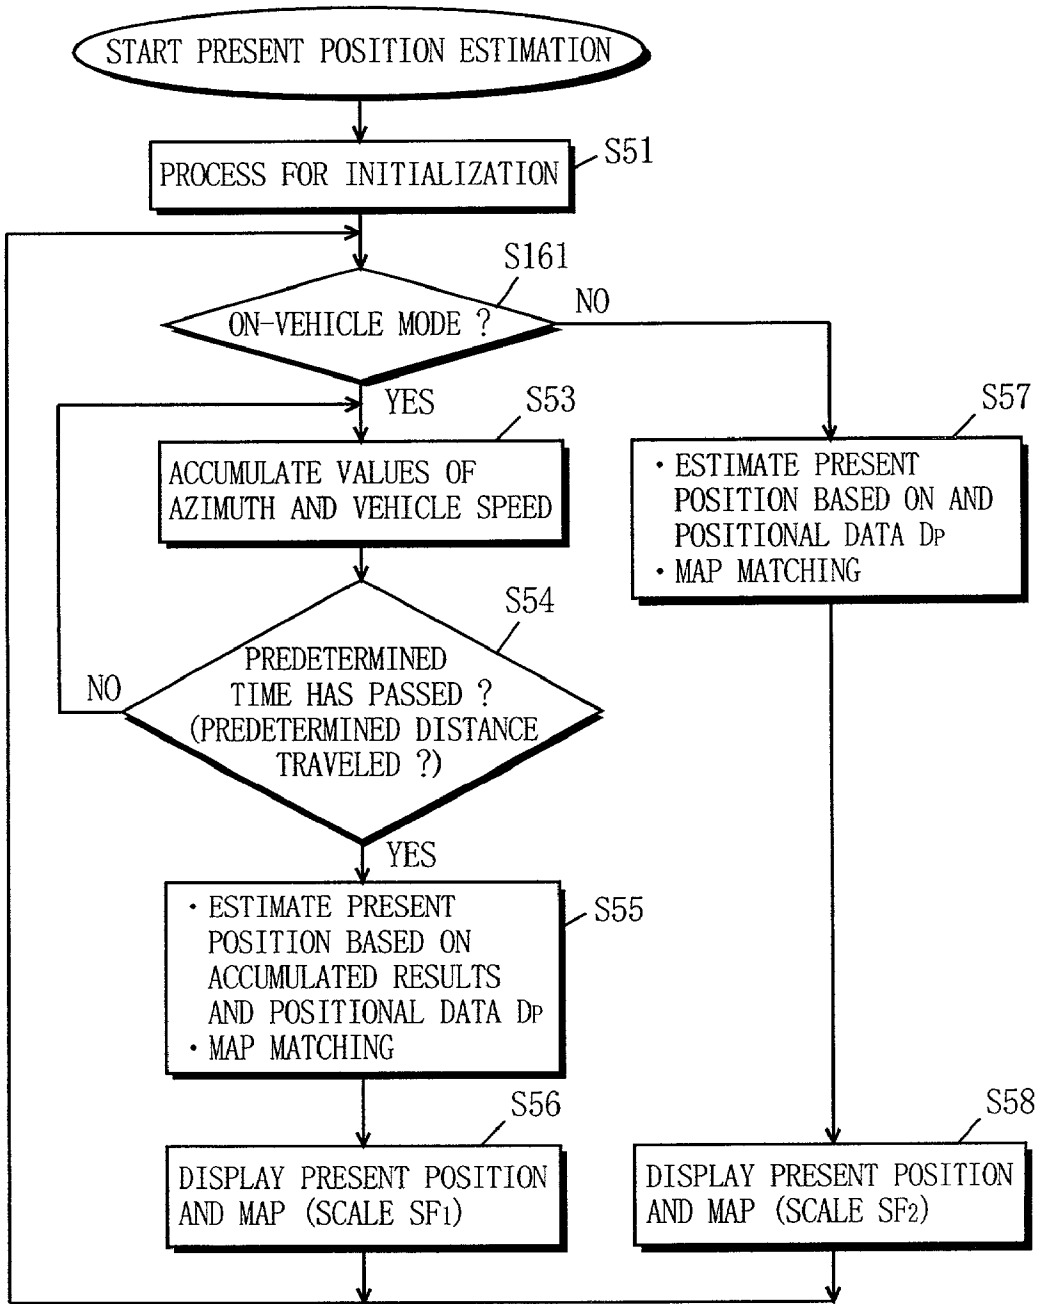 START PRESENT POSITION ESTIMATION
S51
PROCESS FOR INITIALIZATION
S161
NO
ON-VEHICLE MODE ?
YES
S53
S57
ACCUMULATE VALUES OF
AZIMUTH AND VEHICLE SPEED
・ESTIMATE PRESENT
POSITION BASED ON AND
POSITIONAL DATA DP
・MAP MATCHING
S54
PREDETERMINED
TIME HAS PASSED ?
(PREDETERMINED DISTANCE
TRAVELED ?)
NO
YES
S55
・ESTIMATE PRESENT
POSITION BASED ON
ACCUMULATED RESULTS
AND POSITIONAL DATA DP
・MAP MATCHING
S56
S58
DISPLAY PRESENT POSITION
AND MAP (SCALE SF1)
DISPLAY PRESENT POSITION
AND MAP (SCALE SF2)